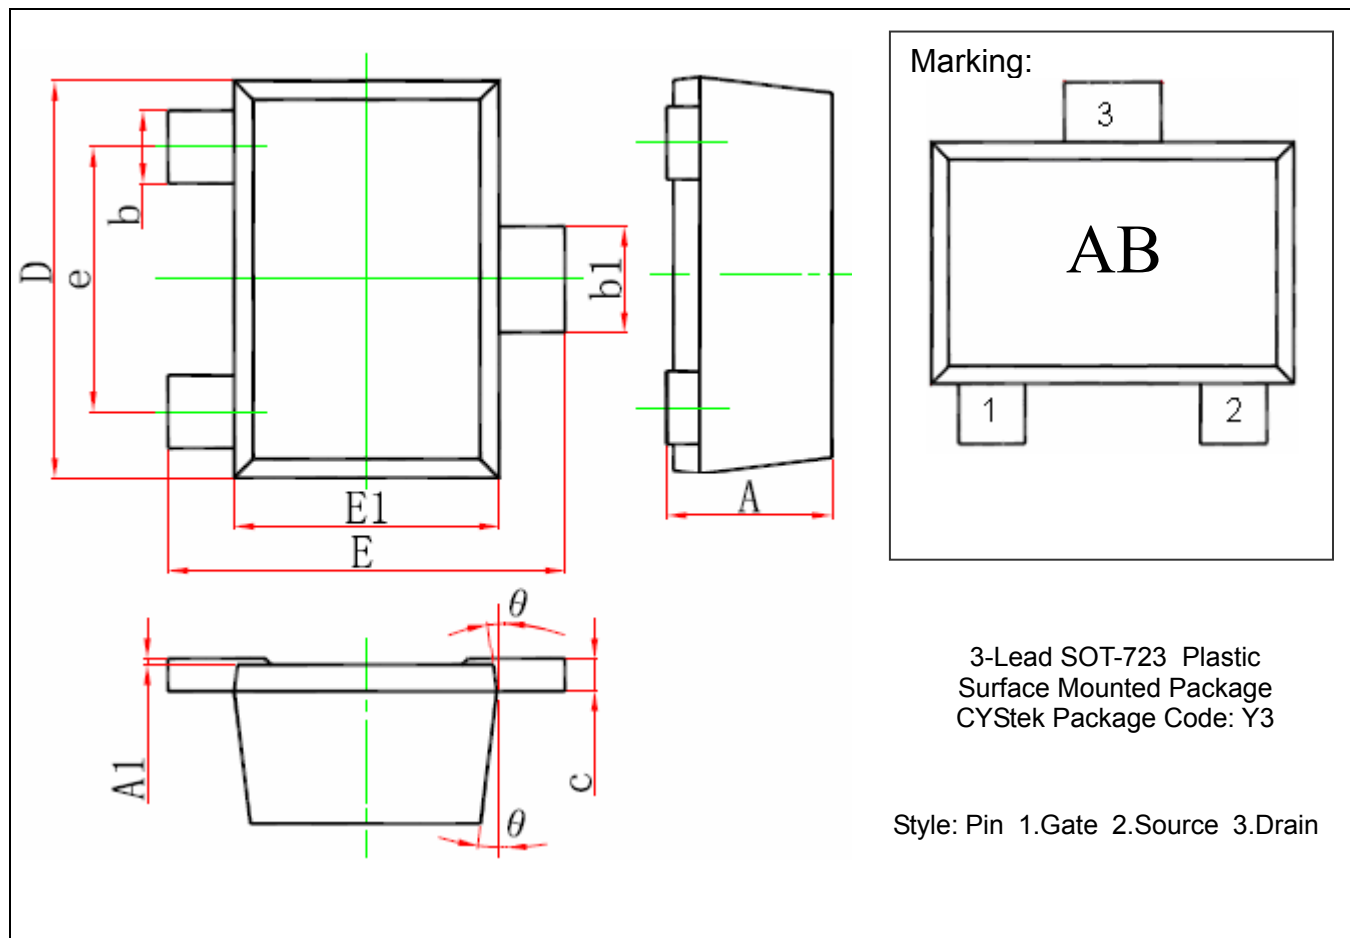 b
e
D
b1
E1
E
A
Marking:
3
AB
1
2
θ
A1
c
θ
3-Lead SOT-723 Plastic
Surface Mounted Package
CYStek Package Code: Y3
Style: Pin 1.Gate 2.Source 3.Drain